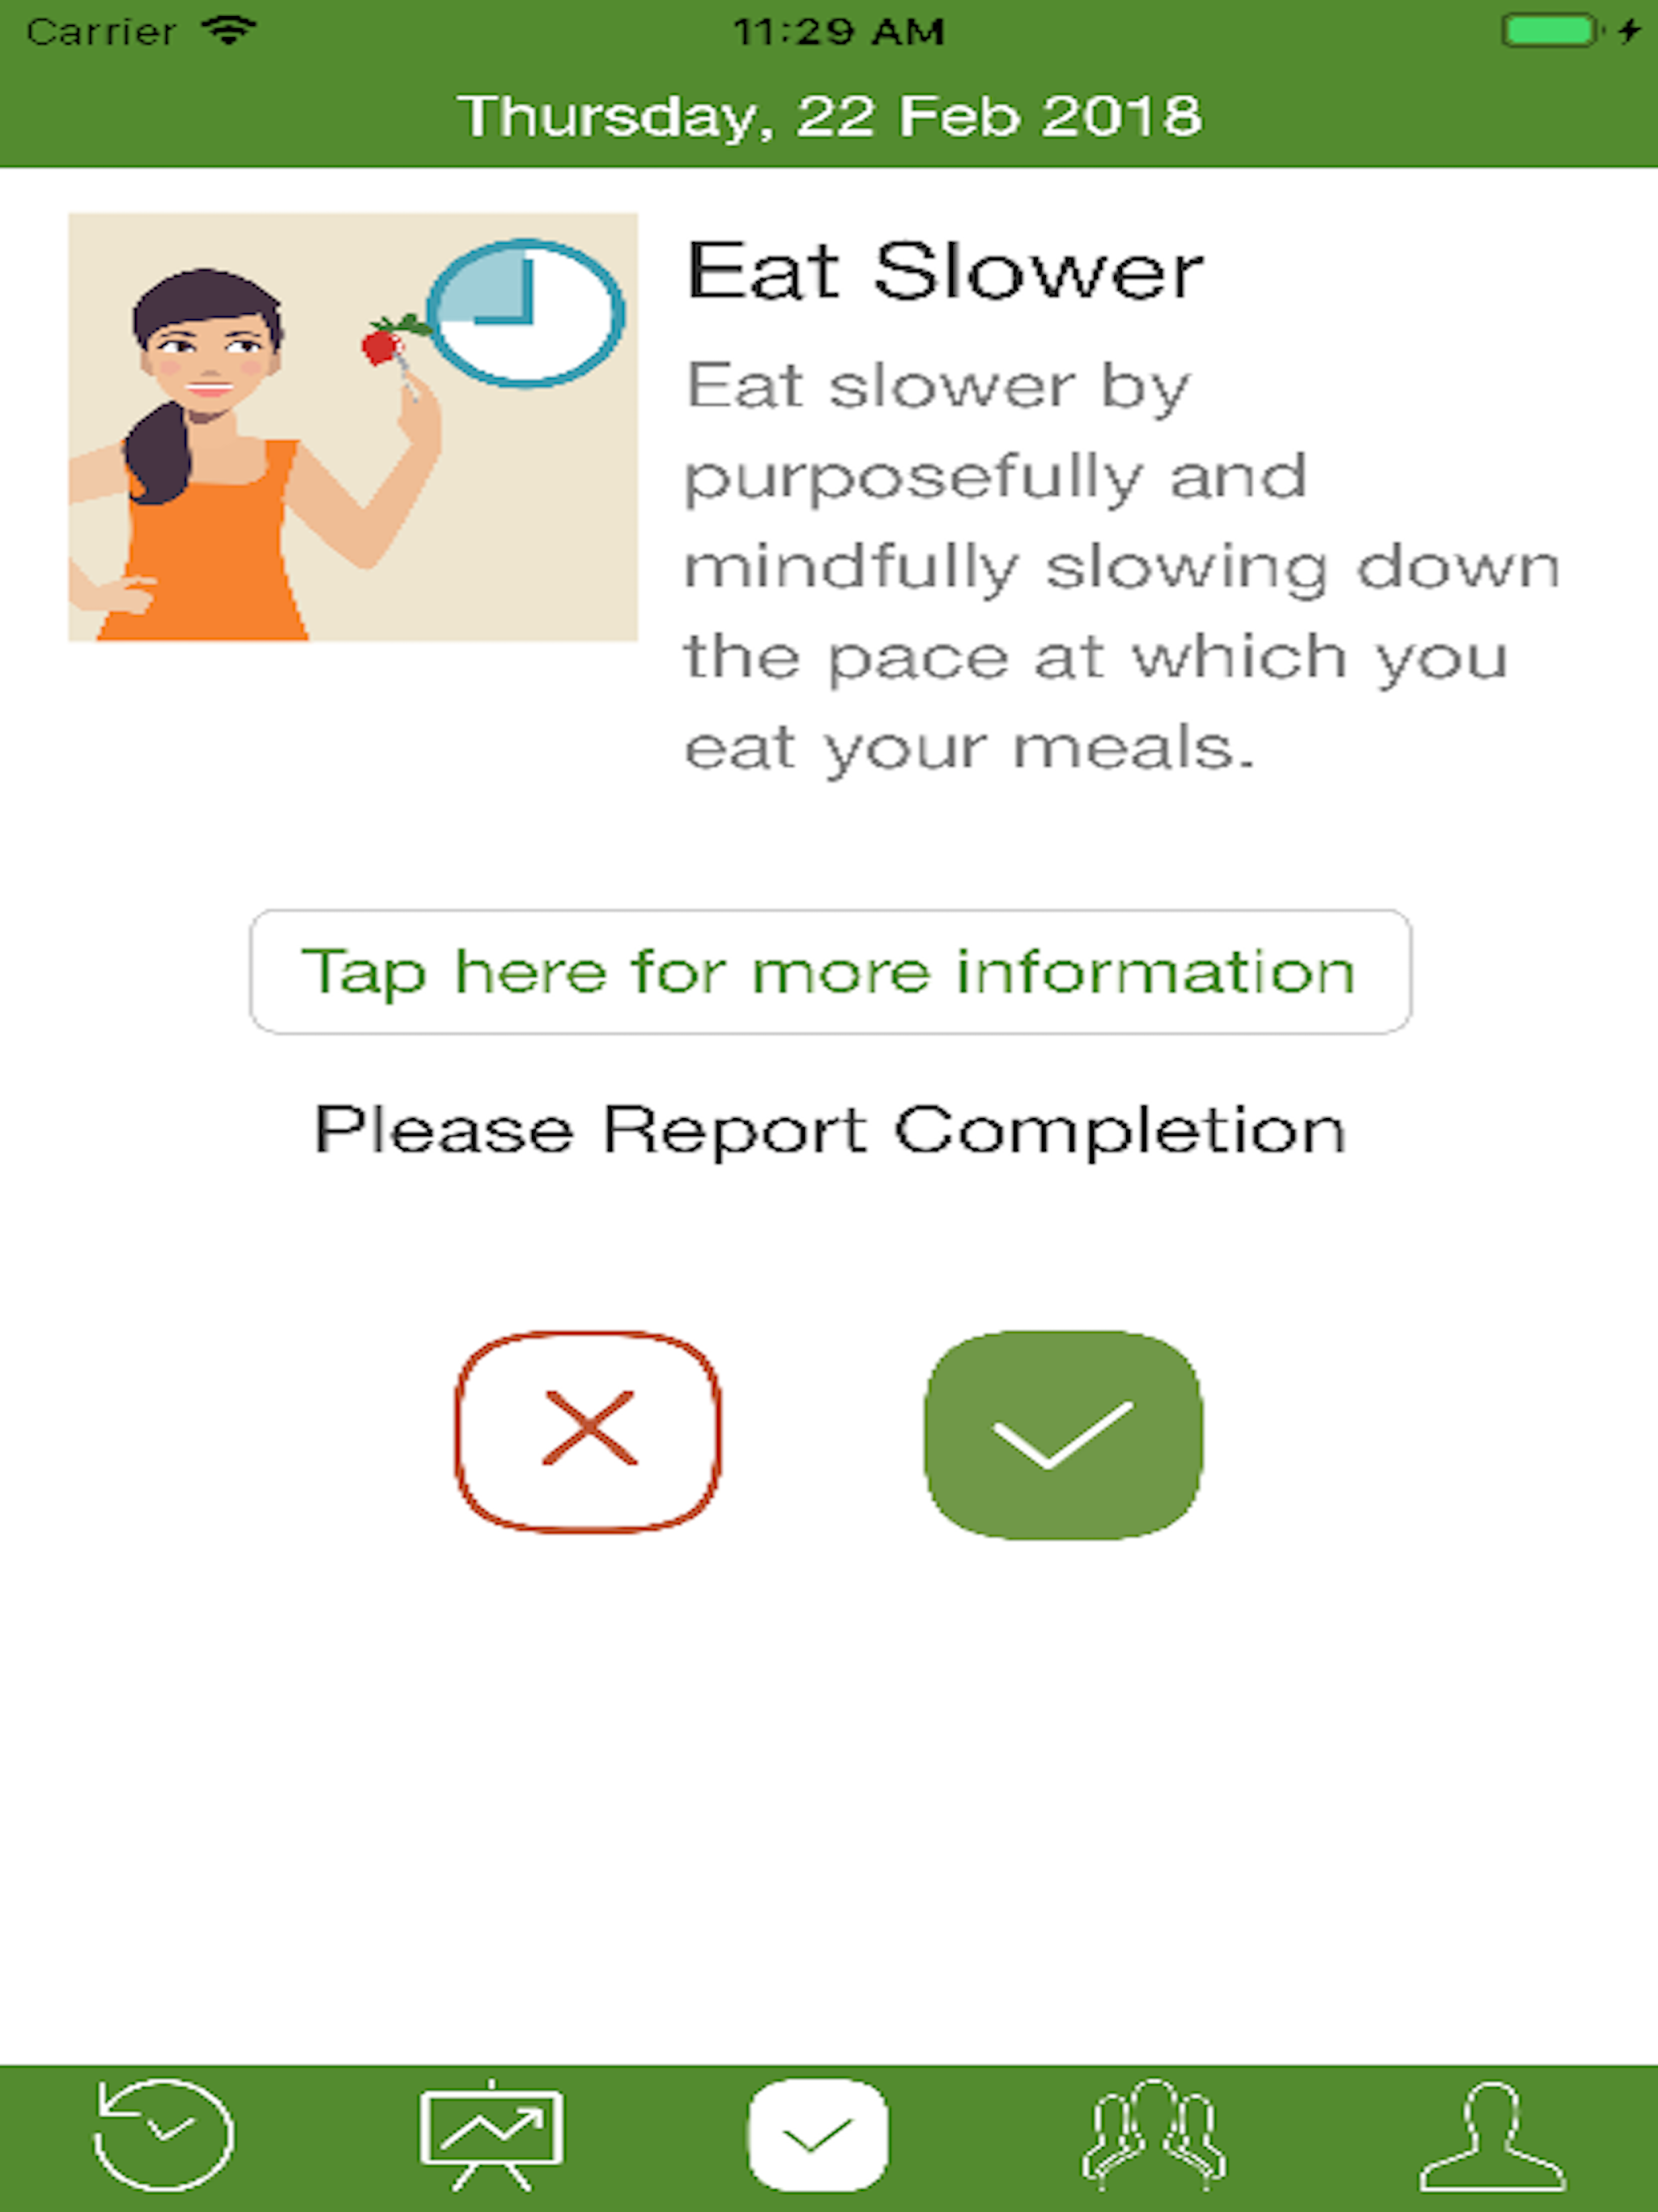 Carrier 11:29 AM
Thursday, 22 Feb 2018
Eat Slower
Eat slower by
purposefully and
mindfully slowing down
the pace at which you
eat your meals.
Tap here for more information
Please Report Completion